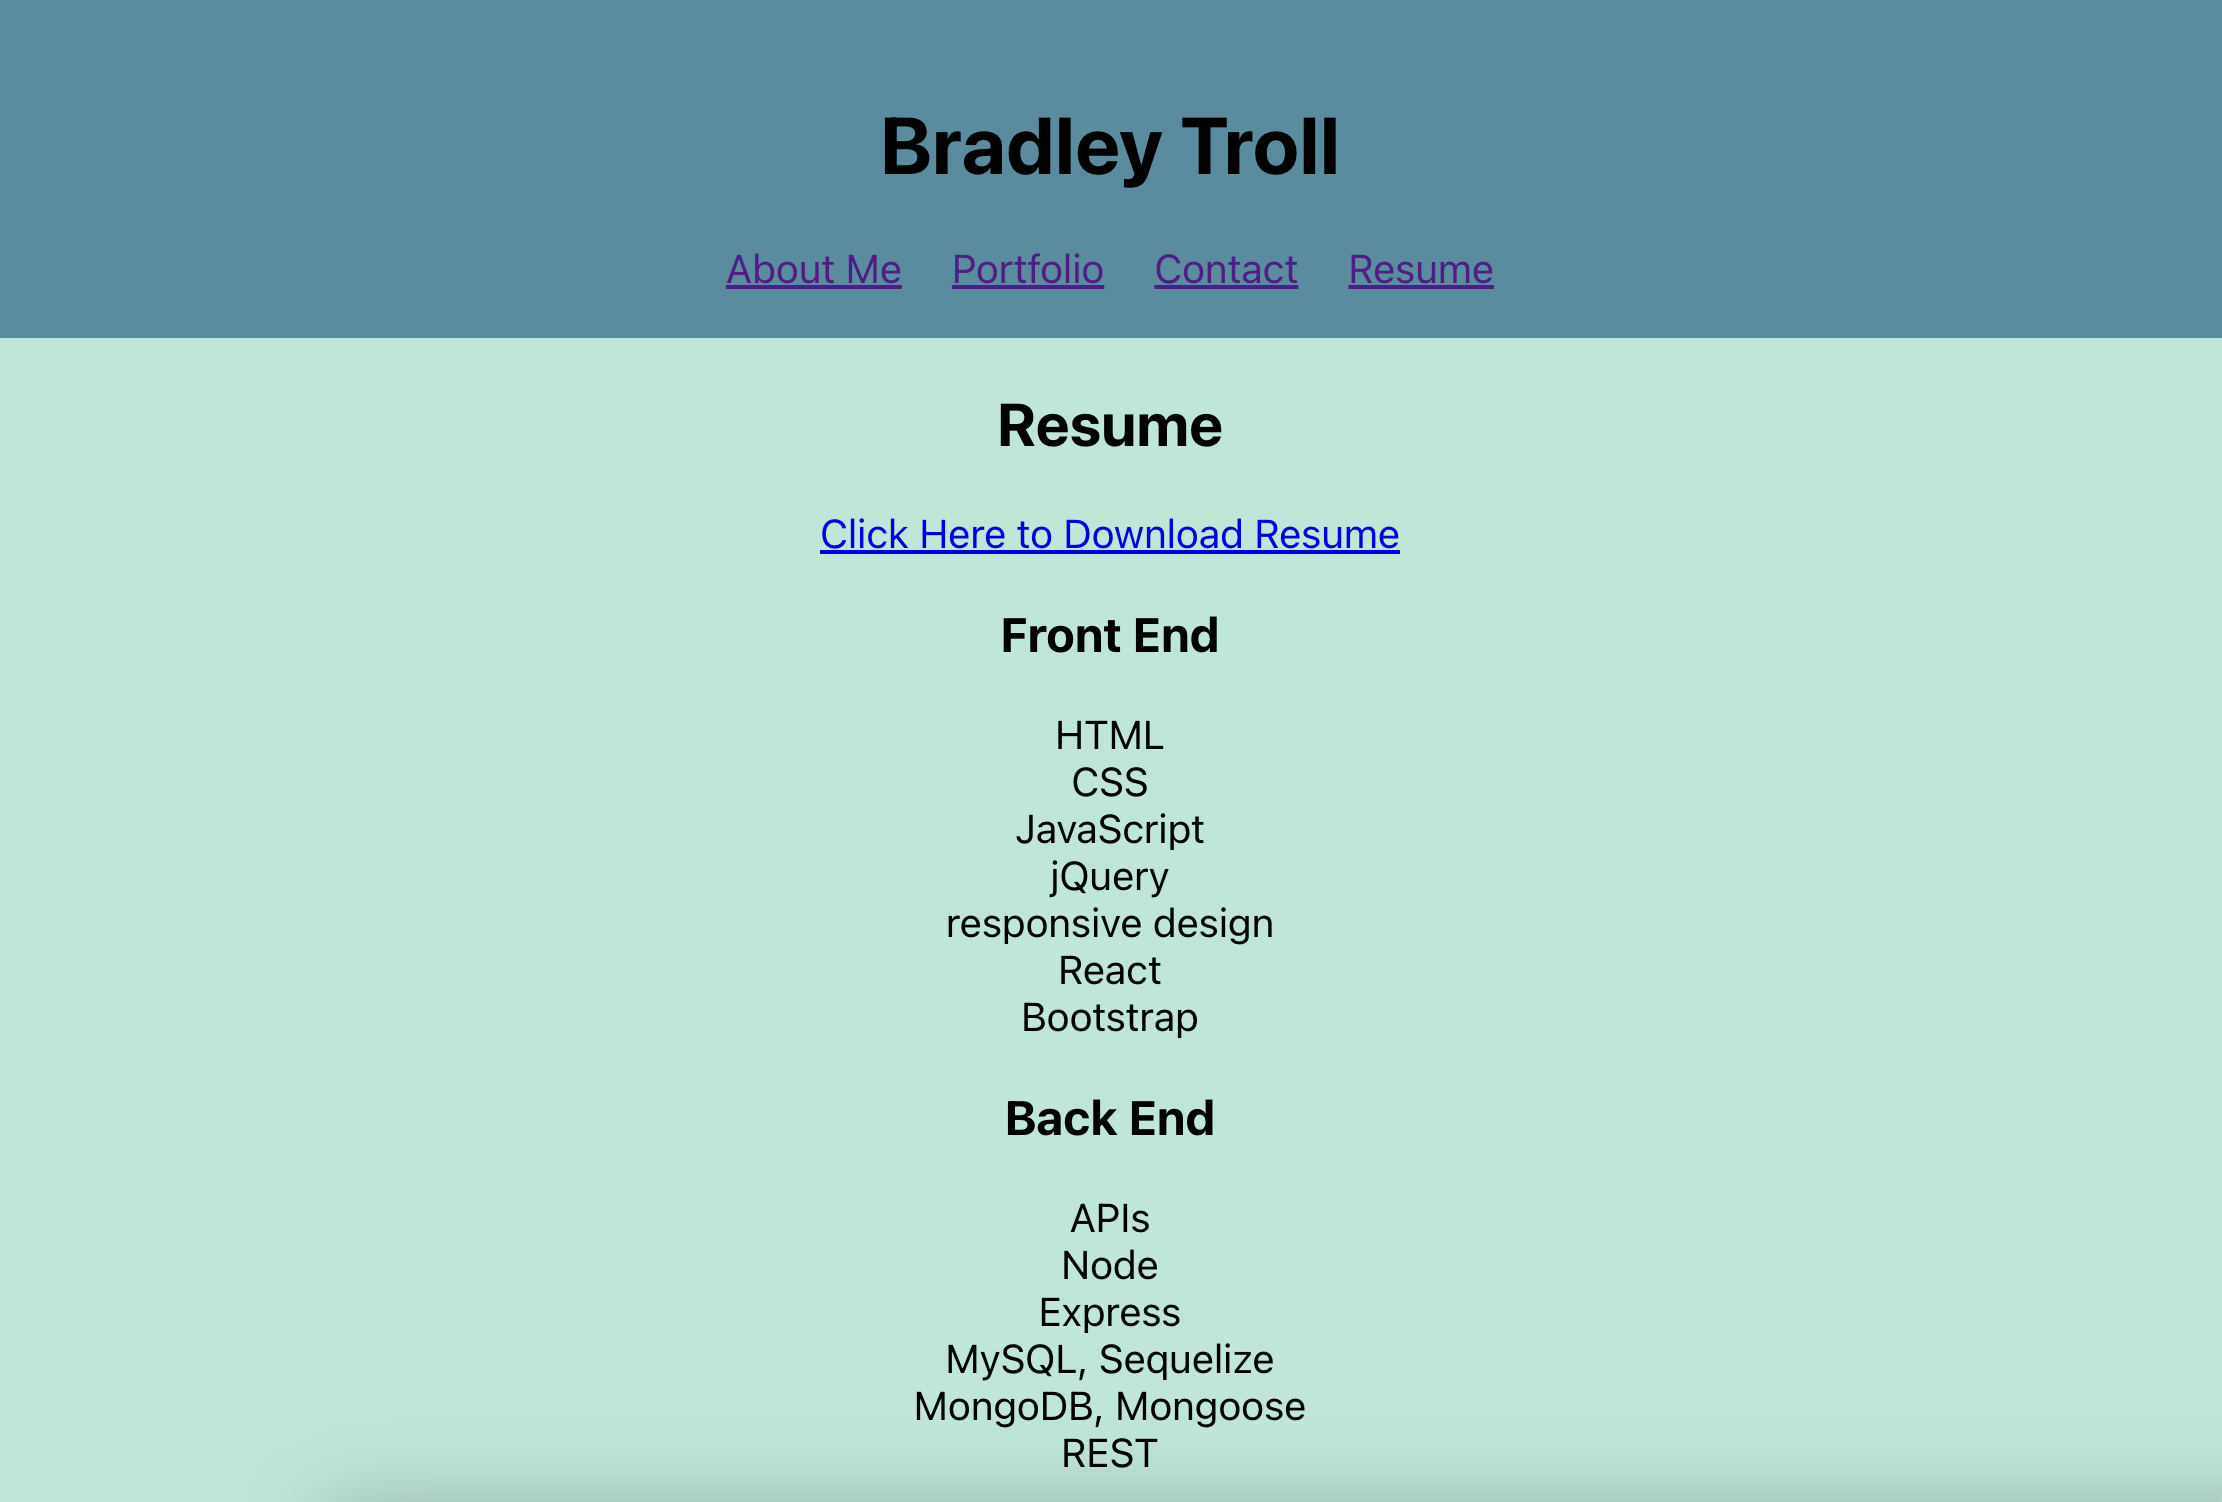 Bradley Troll
About Me Portfolio Contact Resume
Resume
Click Here to Download Resume
Front End
HTML
CSS
JavaScript
jQuery
responsive design
React
Bootstrap
Back End
APIs
Node
Express
MySQL, Sequelize
MongoDB, Mongoose
REST